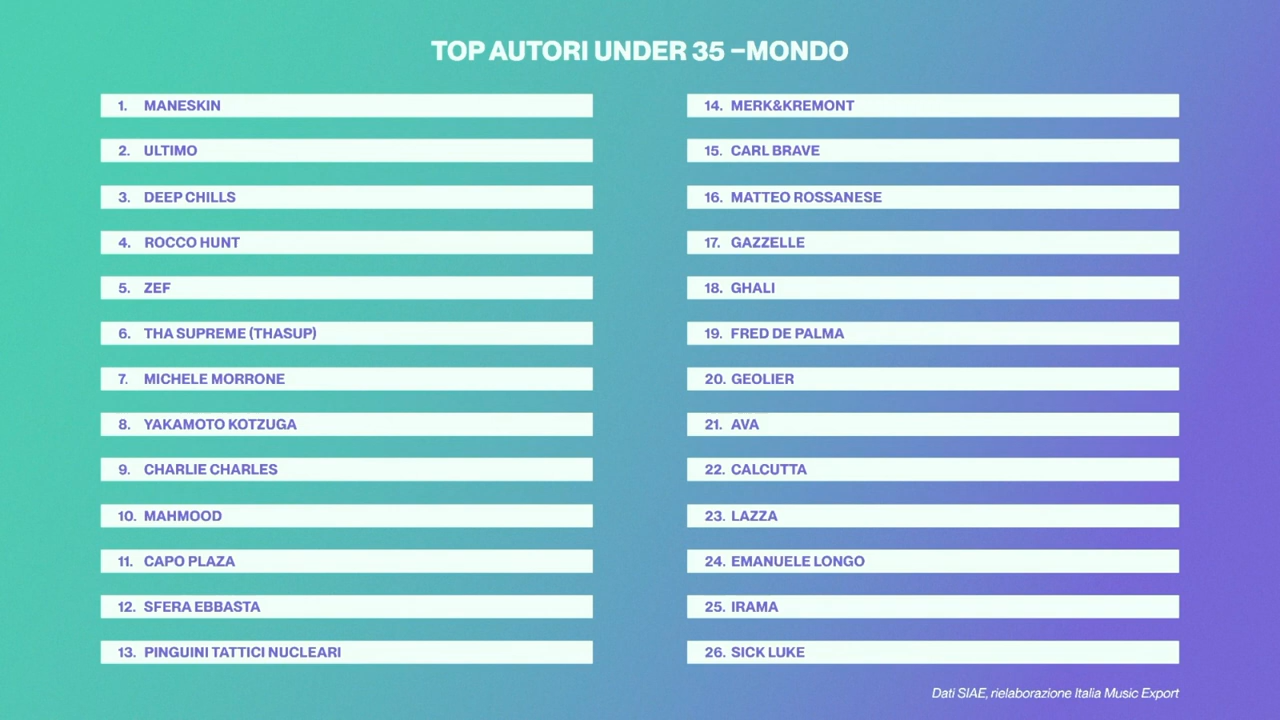 TOP AUTORI UNDER 35 –MONDO
1. MANESKIN
2. ULTIMO
3. DEEP CHILLS
4. ROCCO HUNT
5. ZEF
6. THA SUPREME (THASUP)
7. MICHELE MORRONE
8. YAKAMOTO KOTZUGA
9. CHARLIE CHARLES
10. MAHMOOD
11. CAPO PLAZA
12. SFERA EBBASTA
13. PINGUINI TATTICI NUCLEARI
14. MERK&KREMONT
15. CARL BRAVE
16. MATTEO ROSSANESE
17. GAZZELLE
18. GHALI
19. FRED DE PALMA
20. GEOLIER
21. AVA
22. CALCUTTA
23. LAZZA
24. EMANUELE LONGO
25. IRAMA
26. SICK LUKE
Dati SIAE, rielaborazione Italia Music Export